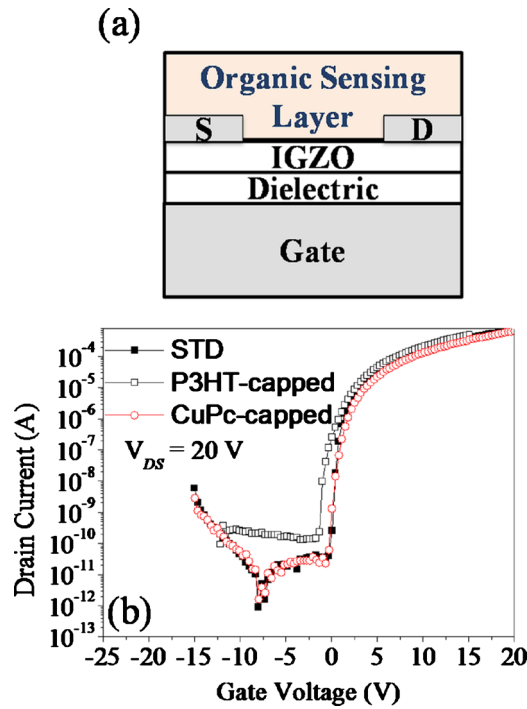 (a)
Organic Sensing
Layer
S
D
IGZO
Dielectric
Gate
10⁻⁴
10⁻⁵
10⁻⁶
10⁻⁷
10⁻⁸
10⁻⁹
10⁻¹⁰
10⁻¹¹
10⁻¹²
10⁻¹³
Drain Current (A)
STD
P3HT-capped
CuPc-capped
V_DS = 20 V
(b)
-25 -20 -15 -10 -5 0 5 10 15 20
Gate Voltage (V)